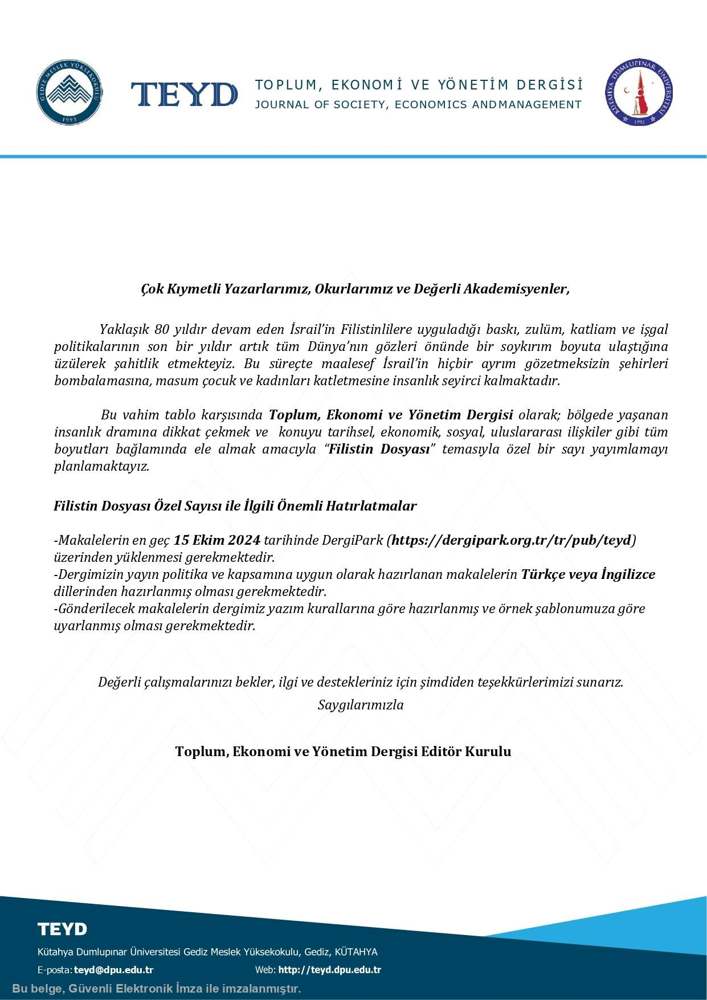 GEDİZ MESLEK YÜKSEKOKULU
1993
TEYD
TOPLUM, EKONOMİ VE YÖNETİM DERGİSİ
JOURNAL OF SOCIETY, ECONOMICS ANDMANAGEMENT
KÜTAHYA DUMLUPINAR ÜNİVERSİTESİ
1992
Çok Kıymetli Yazarlarımız, Okurlarımız ve Değerli Akademisyenler,
Yaklaşık 80 yıldır devam eden İsrail’in Filistinlilere uyguladığı baskı, zulüm, katliam ve işgal
politikalarının son bir yıldır artık tüm Dünya’nın gözleri önünde bir soykırım boyuta ulaştığına
üzülerek şahitlik etmekteyiz. Bu süreçte maalesef İsrail’in hiçbir ayrım gözetmeksizin şehirleri
bombalamasına, masum çocuk ve kadınları katletmesine insanlık seyirci kalmaktadır.
Bu vahim tablo karşısında Toplum, Ekonomi ve Yönetim Dergisi olarak; bölgede yaşanan
insanlık dramına dikkat çekmek ve konuyu tarihsel, ekonomik, sosyal, uluslararası ilişkiler gibi tüm
boyutları bağlamında ele almak amacıyla “Filistin Dosyası” temasıyla özel bir sayı yayımlamayı
planlamaktayız.
Filistin Dosyası Özel Sayısı ile İlgili Önemli Hatırlatmalar
-Makalelerin en geç 15 Ekim 2024 tarihinde DergiPark (https://dergipark.org.tr/tr/pub/teyd)
üzerinden yüklenmesi gerekmektedir.
-Dergimizin yayın politika ve kapsamına uygun olarak hazırlanan makalelerin Türkçe veya İngilizce
dillerinden hazırlanmış olması gerekmektedir.
-Gönderilecek makalelerin dergimiz yazım kurallarına göre hazırlanmış ve örnek şablonumuza göre
uyarlanmış olması gerekmektedir.
Değerli çalışmalarınızı bekler, ilgi ve destekleriniz için şimdiden teşekkürlerimizi sunarız.
Saygılarımızla
Toplum, Ekonomi ve Yönetim Dergisi Editör Kurulu
TEYD
Kütahya Dumlupınar Üniversitesi Gediz Meslek Yüksekokulu, Gediz, KÜTAHYA
E-posta: teyd@dpu.edu.tr Web: http://teyd.dpu.edu.tr
Bu belge, Güvenli Elektronik İmza ile imzalanmıştır.